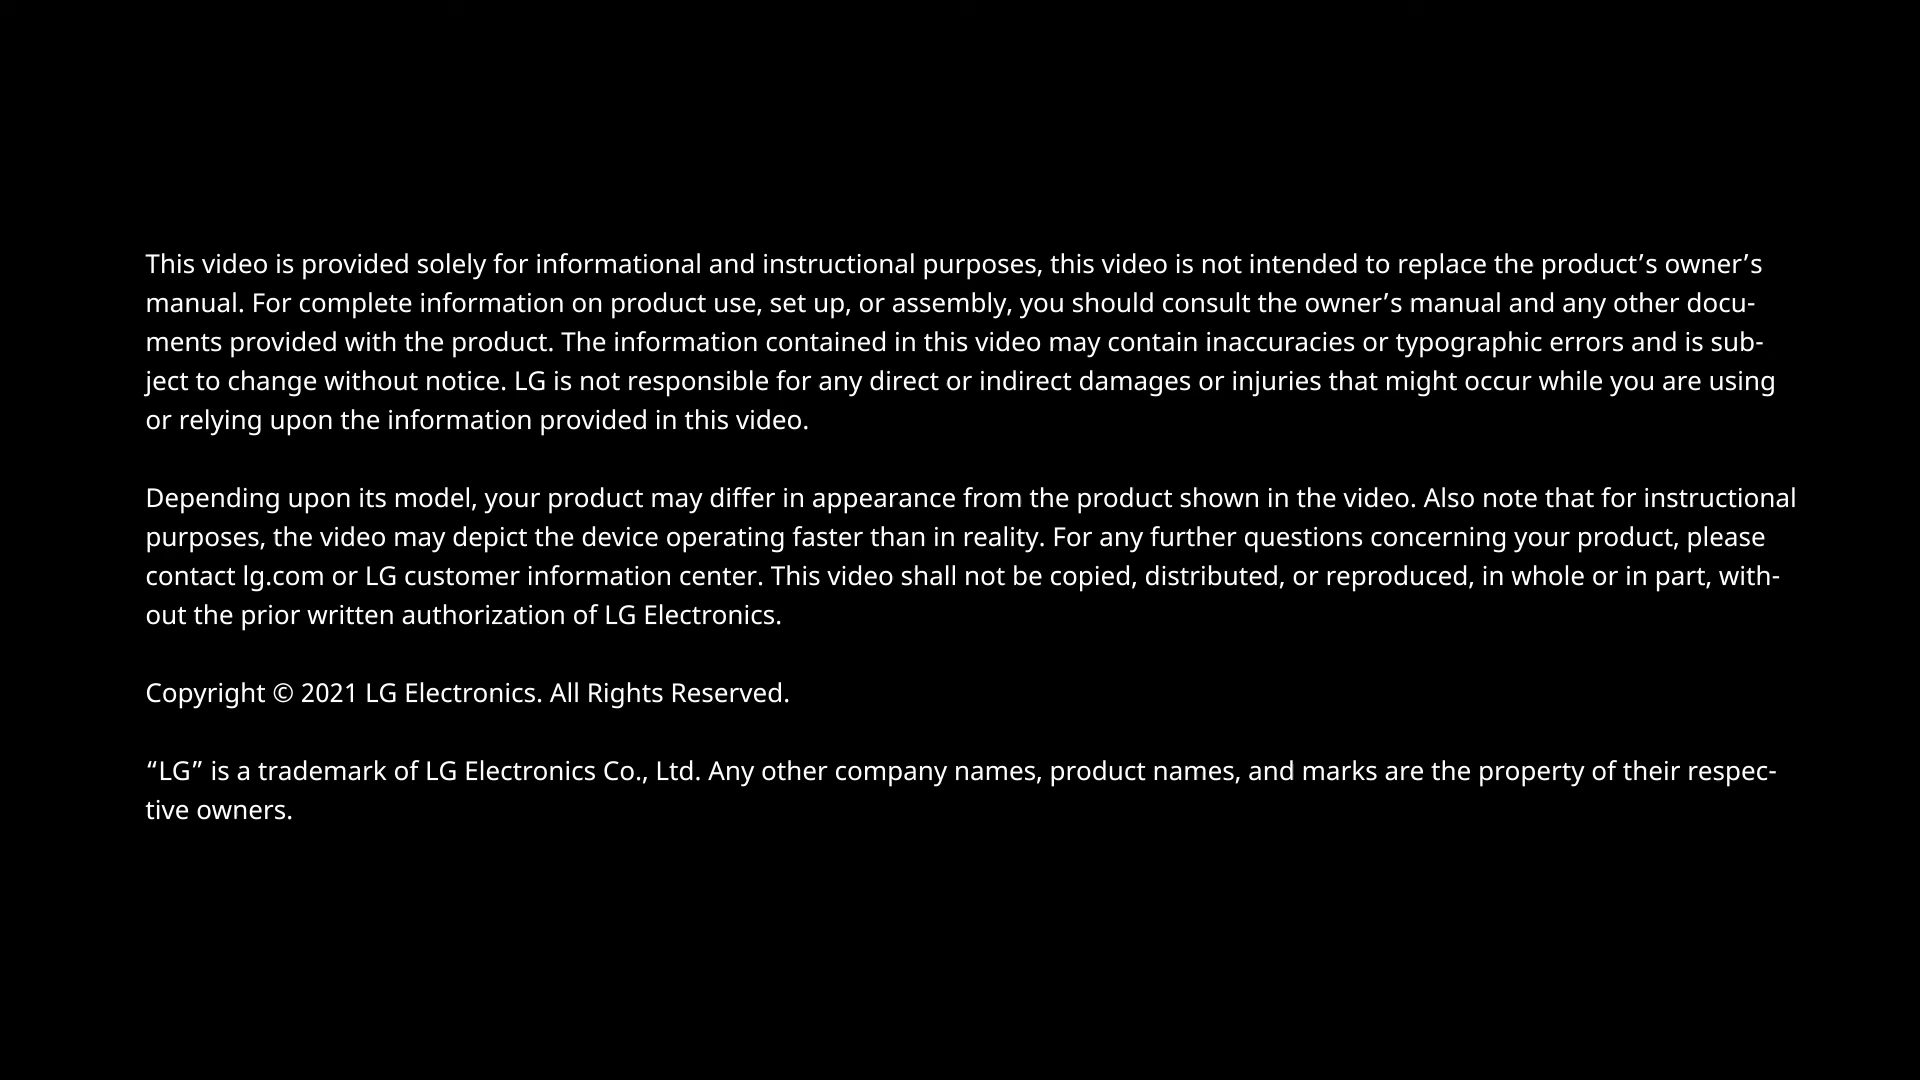 This video is provided solely for informational and instructional purposes, this video is not intended to replace the product’s owner’s
manual. For complete information on product use, set up, or assembly, you should consult the owner’s manual and any other docu-
ments provided with the product. The information contained in this video may contain inaccuracies or typographic errors and is sub-
ject to change without notice. LG is not responsible for any direct or indirect damages or injuries that might occur while you are using
or relying upon the information provided in this video.
Depending upon its model, your product may differ in appearance from the product shown in the video. Also note that for instructional
purposes, the video may depict the device operating faster than in reality. For any further questions concerning your product, please
contact lg.com or LG customer information center. This video shall not be copied, distributed, or reproduced, in whole or in part, with-
out the prior written authorization of LG Electronics.
Copyright © 2021 LG Electronics. All Rights Reserved.
“LG” is a trademark of LG Electronics Co., Ltd. Any other company names, product names, and marks are the property of their respec-
tive owners.